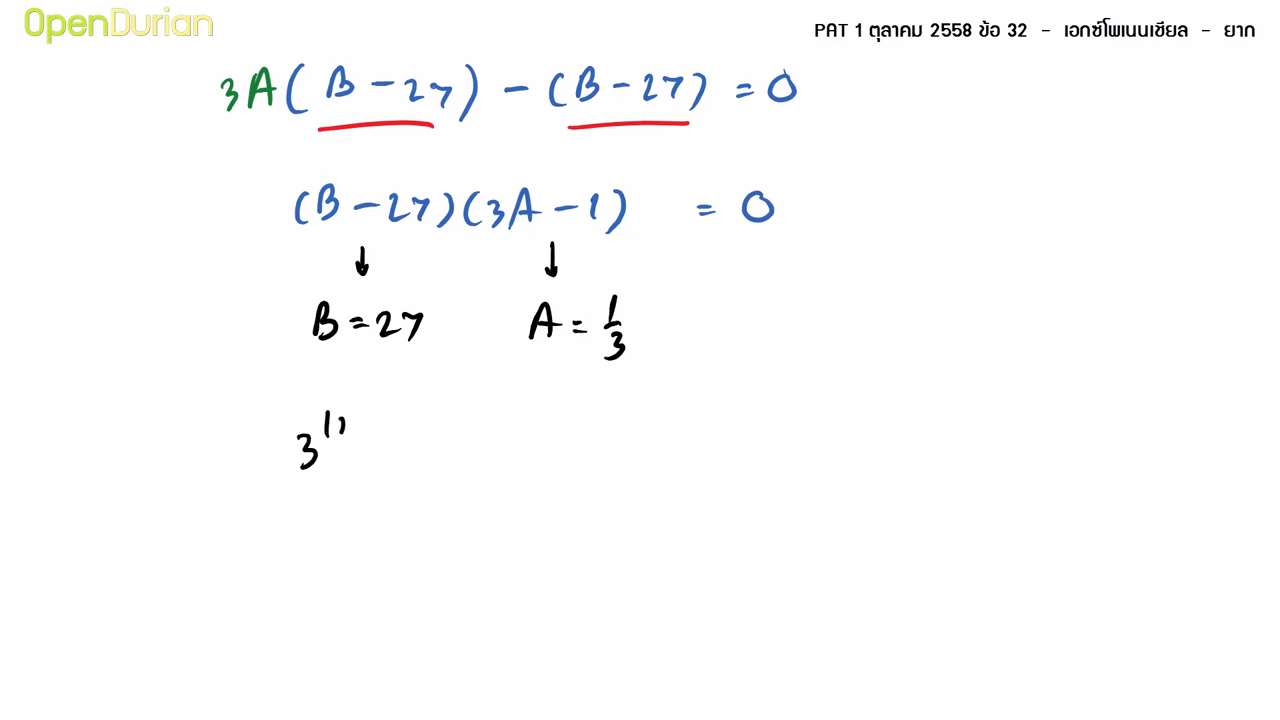 OpenDurian
PAT 1 ตุลาคม 2558 ข้อ 32 - เอกซ์โพเนนเชียล - ยาก
3A(B-27) - (B-27) = 0
(B-27)(3A-1) = 0
↓ ↓
B=27 A=1/3
3